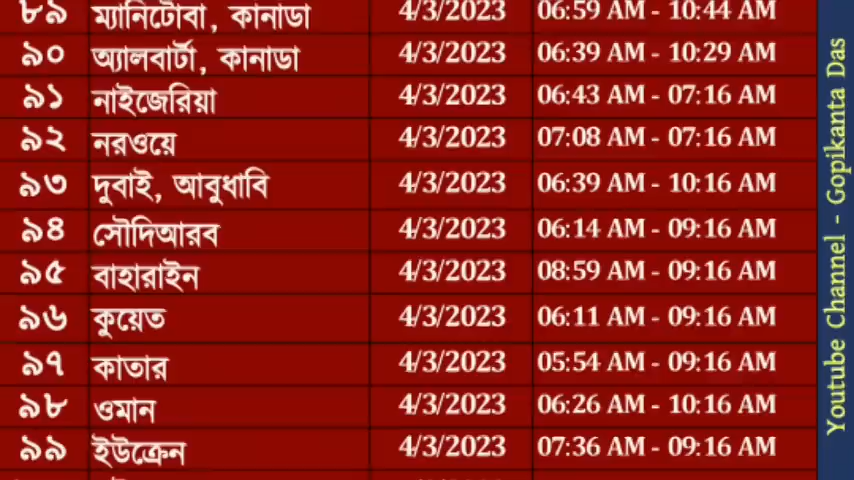 ৮৯ ম্যানিটোবা, কানাডা 4/3/2023 06:59 AM - 10:44 AM
৯০ অ্যালবার্টা, কানাডা 4/3/2023 06:39 AM - 10:29 AM
৯১ নাইজেরিয়া 4/3/2023 06:43 AM - 07:16 AM
৯২ নরওয়ে 4/3/2023 07:08 AM - 07:16 AM
৯৩ দুবাই, আবুধাবি 4/3/2023 06:39 AM - 10:16 AM
৯৪ সৌদিআরব 4/3/2023 06:14 AM - 09:16 AM
৯৫ বাহারাইন 4/3/2023 08:59 AM - 09:16 AM
৯৬ কুয়েত 4/3/2023 06:11 AM - 09:16 AM
৯৭ কাতার 4/3/2023 05:54 AM - 09:16 AM
৯৮ ওমান 4/3/2023 06:26 AM - 10:16 AM
৯৯ ইউক্রেন 4/3/2023 07:36 AM - 09:16 AM
Youtube Channel - Gopikanta Das